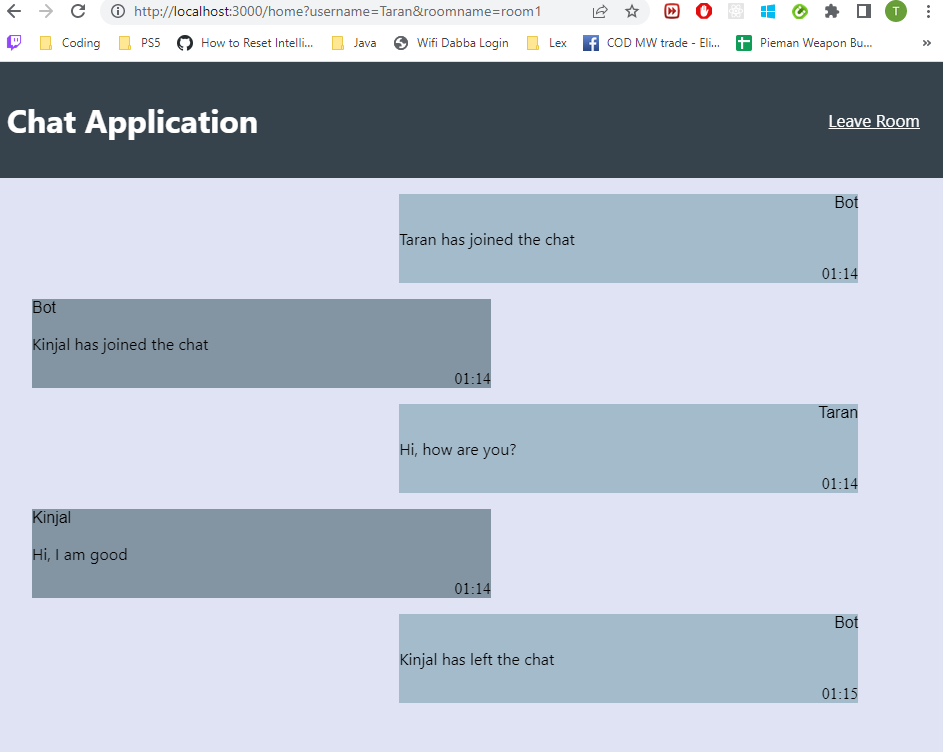 http://localhost:3000/home?username=Taran&roomname=room1
T
Coding PS5 How to Reset Intelli... Java Wifi Dabba Login Lex COD MW trade - Eli... Pieman Weapon Bu... »
Chat Application
Leave Room
Bot
Taran has joined the chat
01:14
Bot
Kinjal has joined the chat
01:14
Taran
Hi, how are you?
01:14
Kinjal
Hi, I am good
01:14
Bot
Kinjal has left the chat
01:15